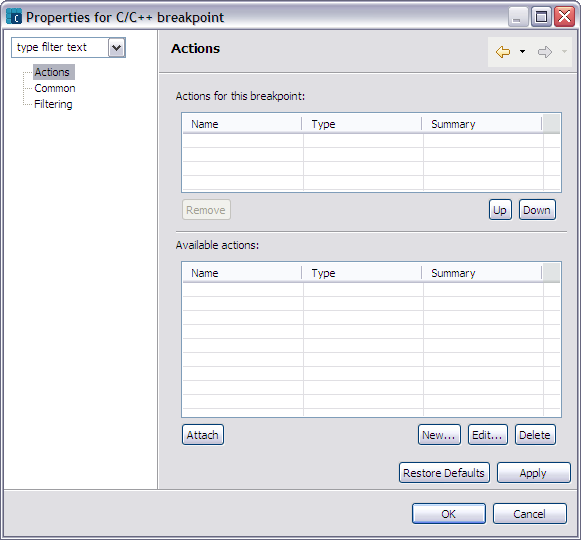 C Properties for C/C++ breakpoint
type filter text
Actions
Common
Filtering
Actions
Actions for this breakpoint:
Name Type Summary
Remove Up Down
Available actions:
Name Type Summary
Attach New... Edit... Delete
Restore Defaults Apply
OK Cancel